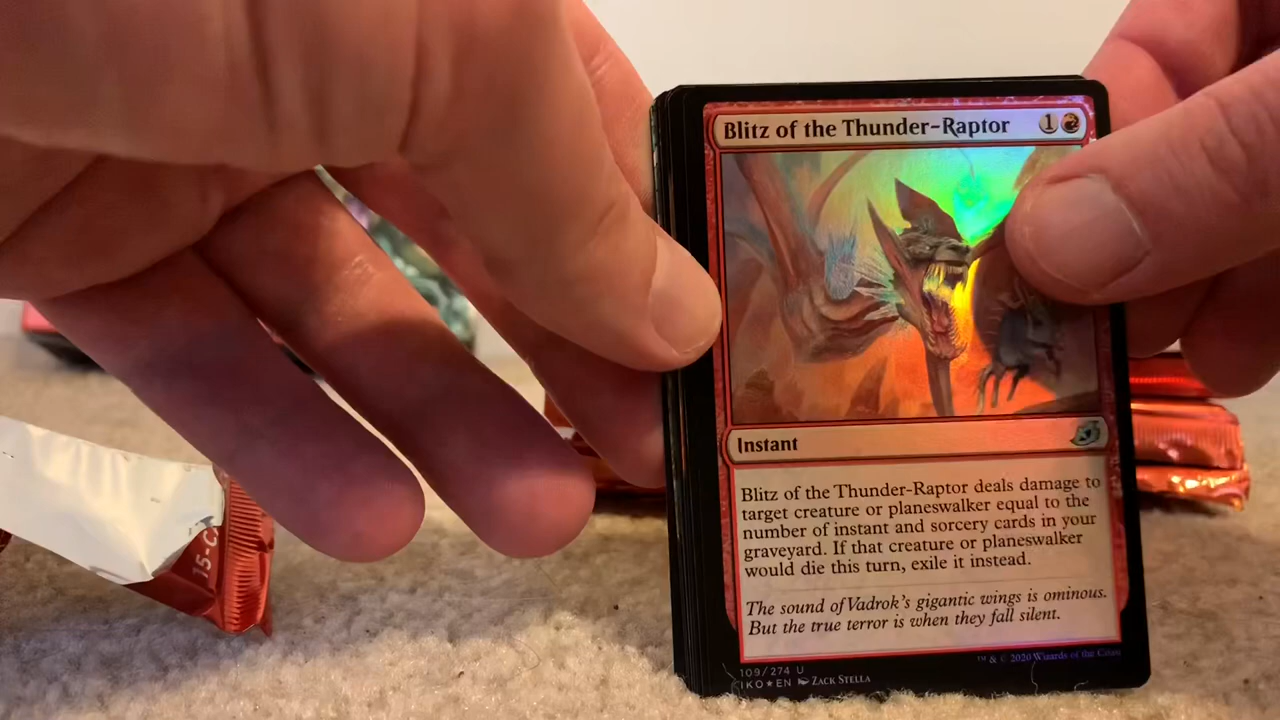 Blitz of the Thunder-Raptor 1
Instant
Blitz of the Thunder-Raptor deals damage to
target creature or planeswalker equal to the
number of instant and sorcery cards in your
graveyard. If that creature or planeswalker
would die this turn, exile it instead.
The sound of Vadrok's gigantic wings is ominous.
But the true terror is when they fall silent.
™ & © 2020 Wizards of the Coast
109/274 U
IKO★EN ZACK STELLA
15-C